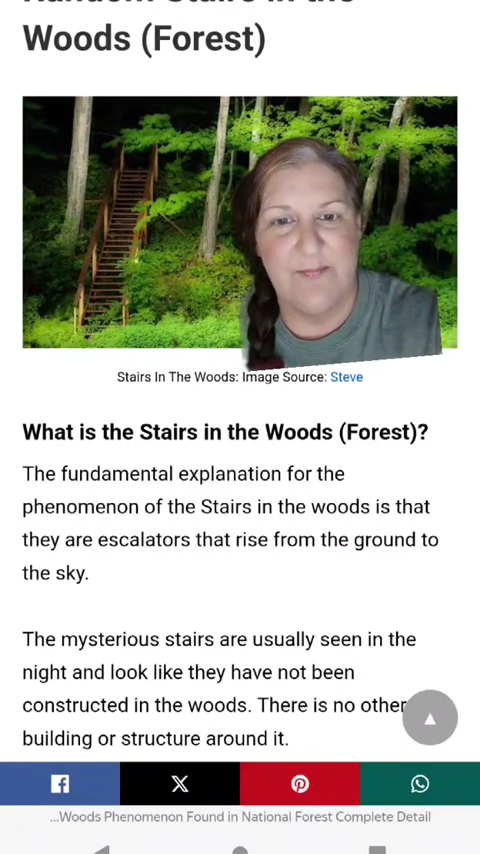 Random Stairs in the
Woods (Forest)
Stairs In The Woods: Image Source: Steve
What is the Stairs in the Woods (Forest)?
The fundamental explanation for the
phenomenon of the Stairs in the woods is that
they are escalators that rise from the ground to
the sky.
The mysterious stairs are usually seen in the
night and look like they have not been
constructed in the woods. There is no other
building or structure around it.
...Woods Phenomenon Found in National Forest Complete Detail